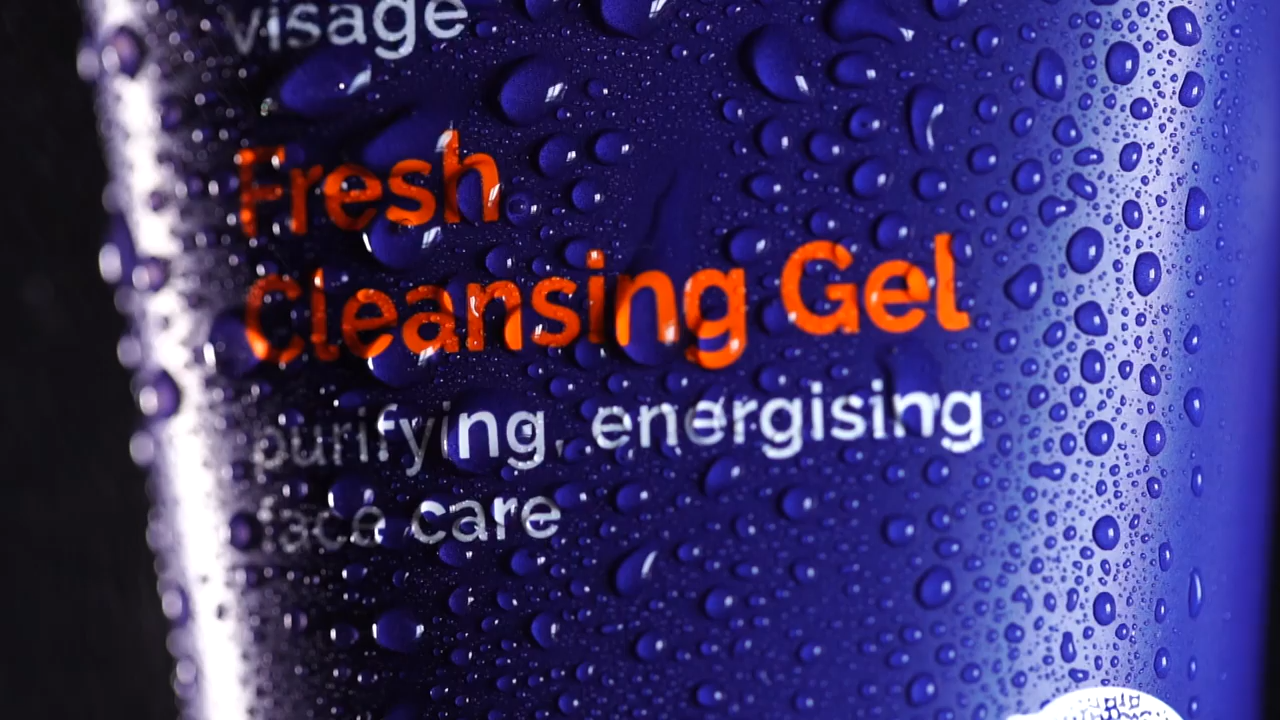 visage
Fresh
Cleansing Gel
purifying, energising
face care